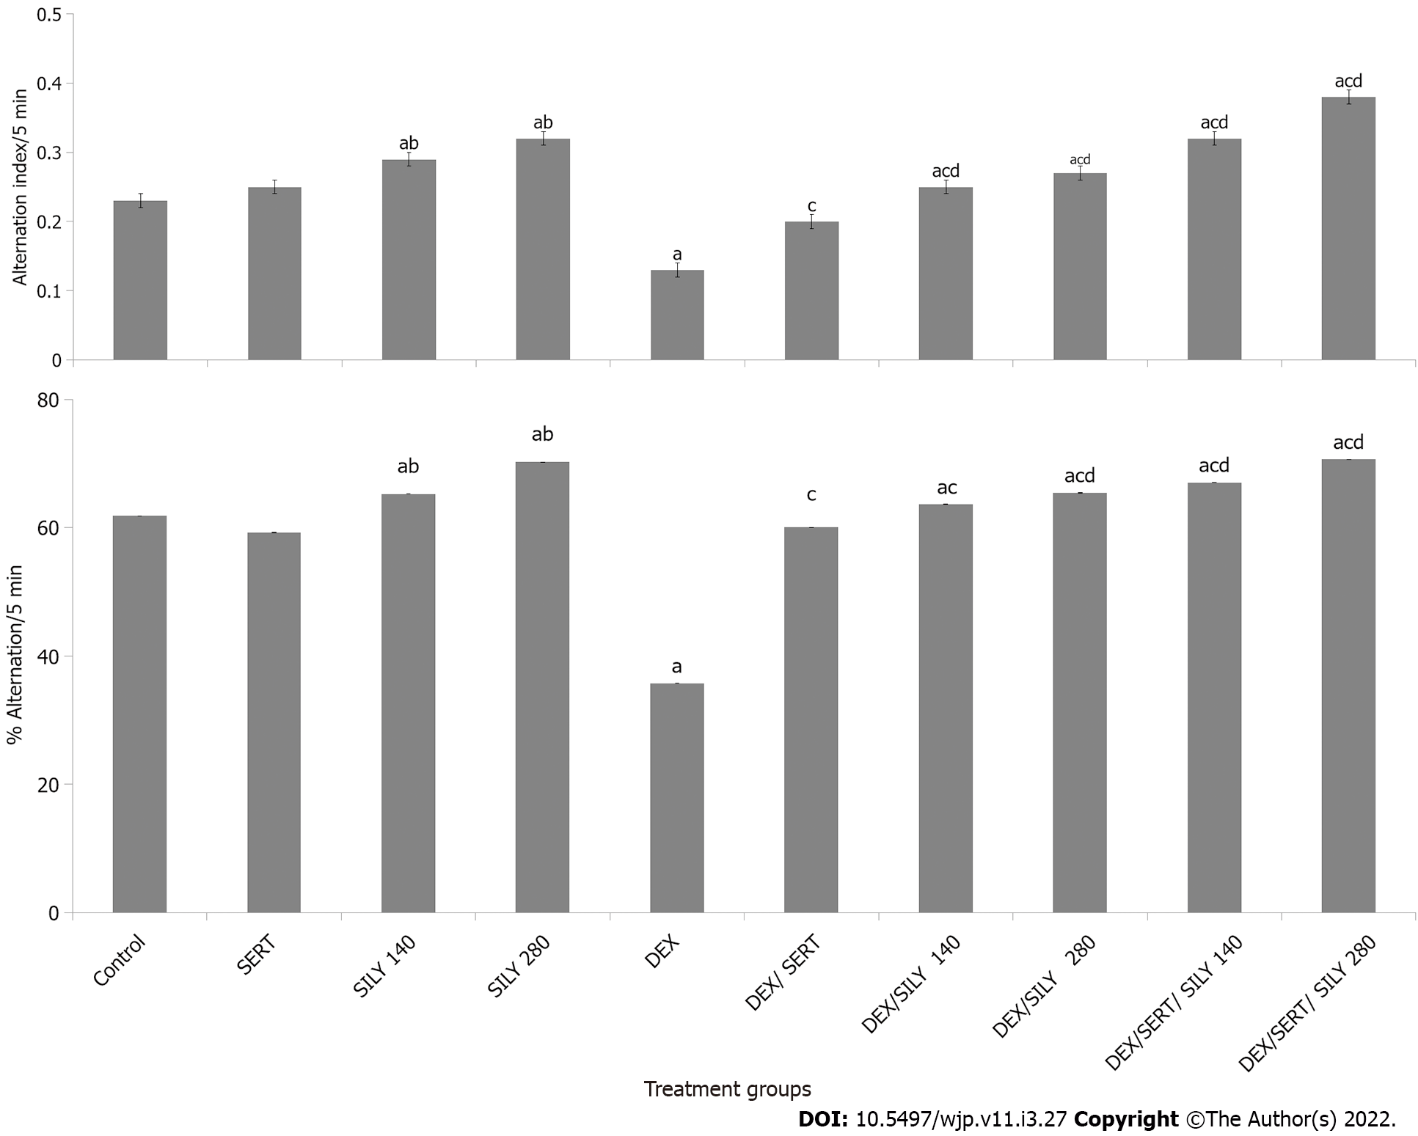 0.5
0.4
0.3
0.2
0.1
0
Alternation index/5 min
ab
ab
a
c
acd
acd
acd
acd
80
60
40
20
0
% Alternation/5 min
ab
ab
a
c
ac
acd
acd
acd
Control
SERT
SILY 140
SILY 280
DEX
DEX/ SERT
DEX/SILY 140
DEX/SILY 280
DEX/SERT/ SILY 140
DEX/SERT/ SILY 280
Treatment groups
DOI: 10.5497/wjp.v11.i3.27 Copyright ©The Author(s) 2022.